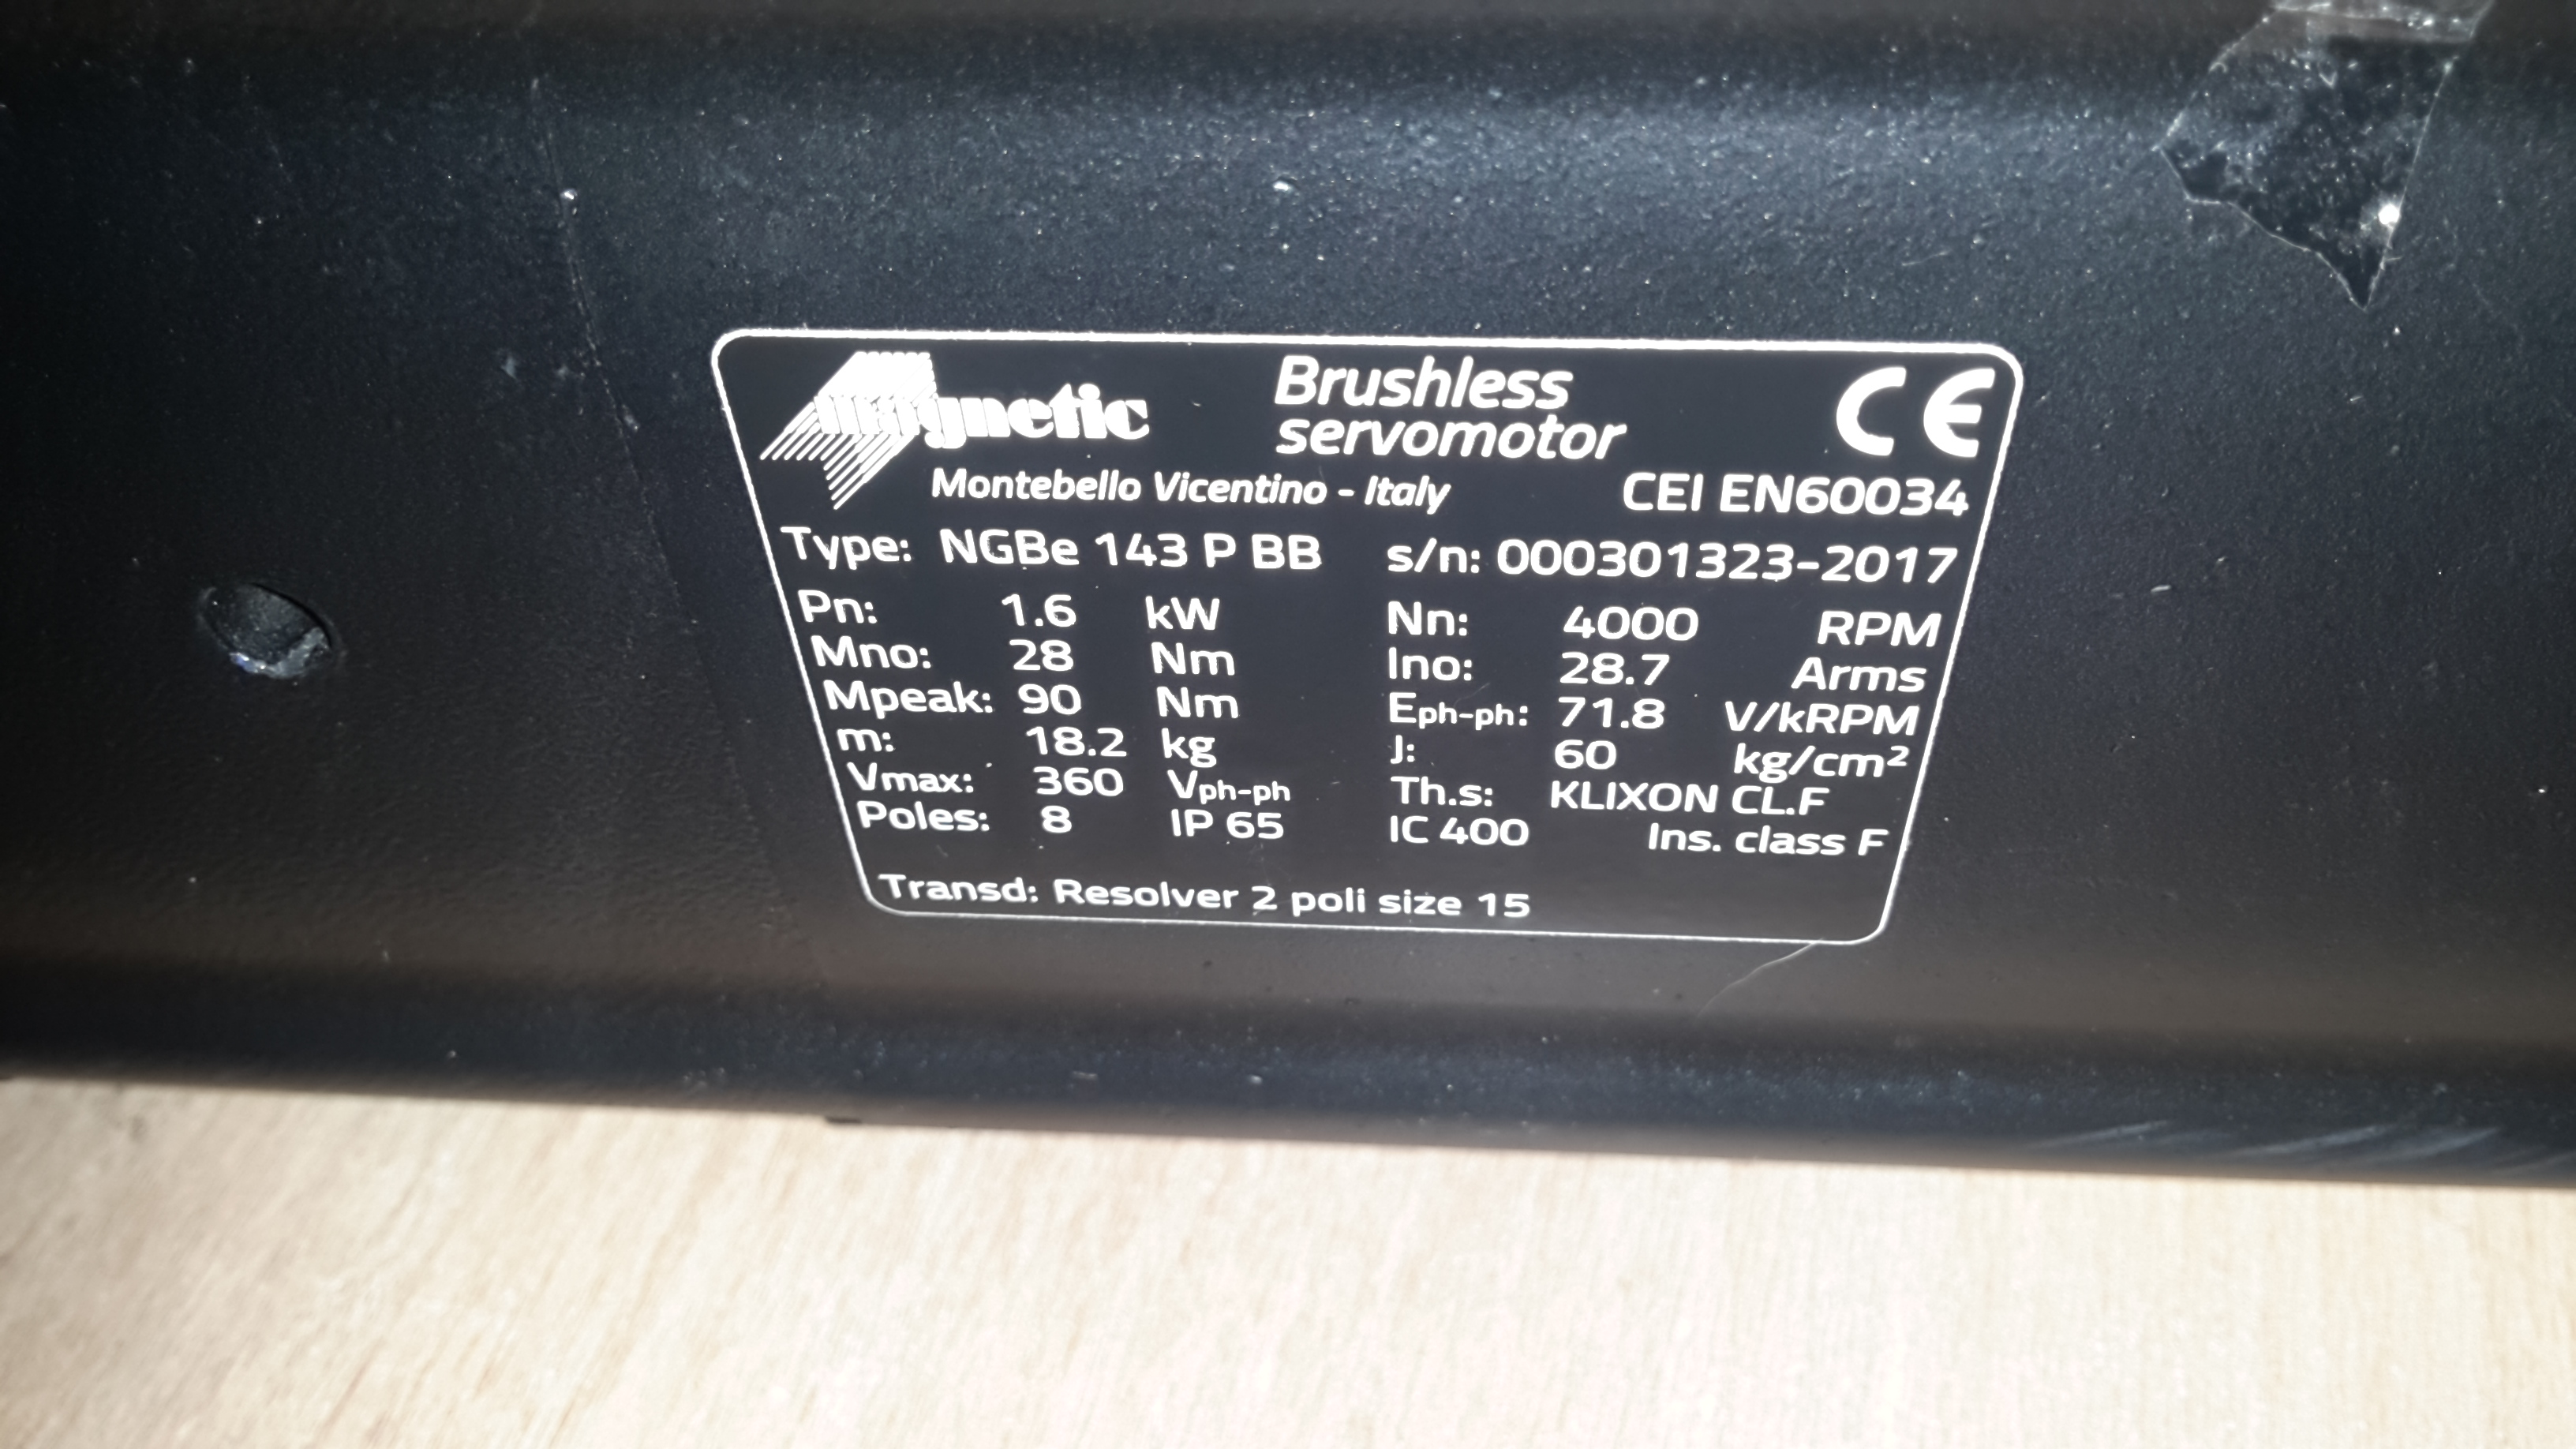 magnetic
Brushless
servomotor
CE
Montebello Vicentino - Italy
CEI EN60034
Type: NGBe 143 P BB s/n: 000301323-2017
Pn: 1.6 kW Nn: 4000 RPM
Mno: 28 Nm Ino: 28.7 Arms
Mpeak: 90 Nm Eph-ph: 71.8 V/kRPM
m: 18.2 kg J: 60 kg/cm²
Vmax: 360 Vph-ph Th.s: KLIXON CL.F
Poles: 8 IP 65 IC 400 Ins. class F
Transd: Resolver 2 poli size 15